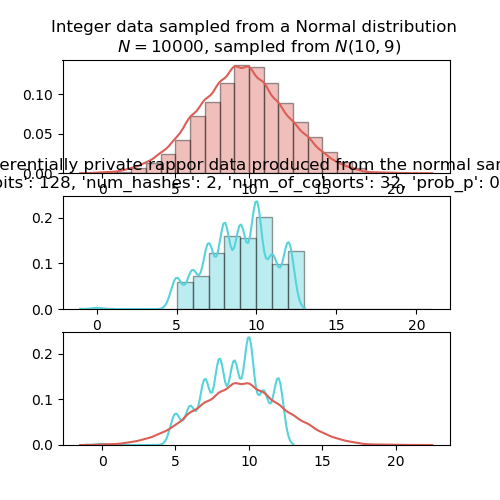 Integer data sampled from a Normal distribution
N = 10000, sampled from N(10, 9)
0.10
0.05
0.00
0 5 10 15 20
erentially private rappor data produced from the normal sar
its': 128, 'num_hashes': 2, 'num_of_cohorts': 32, 'prob_p': 0
0.2
0.1
0.0
0 5 10 15 20
0.2
0.1
0.0
0 5 10 15 20